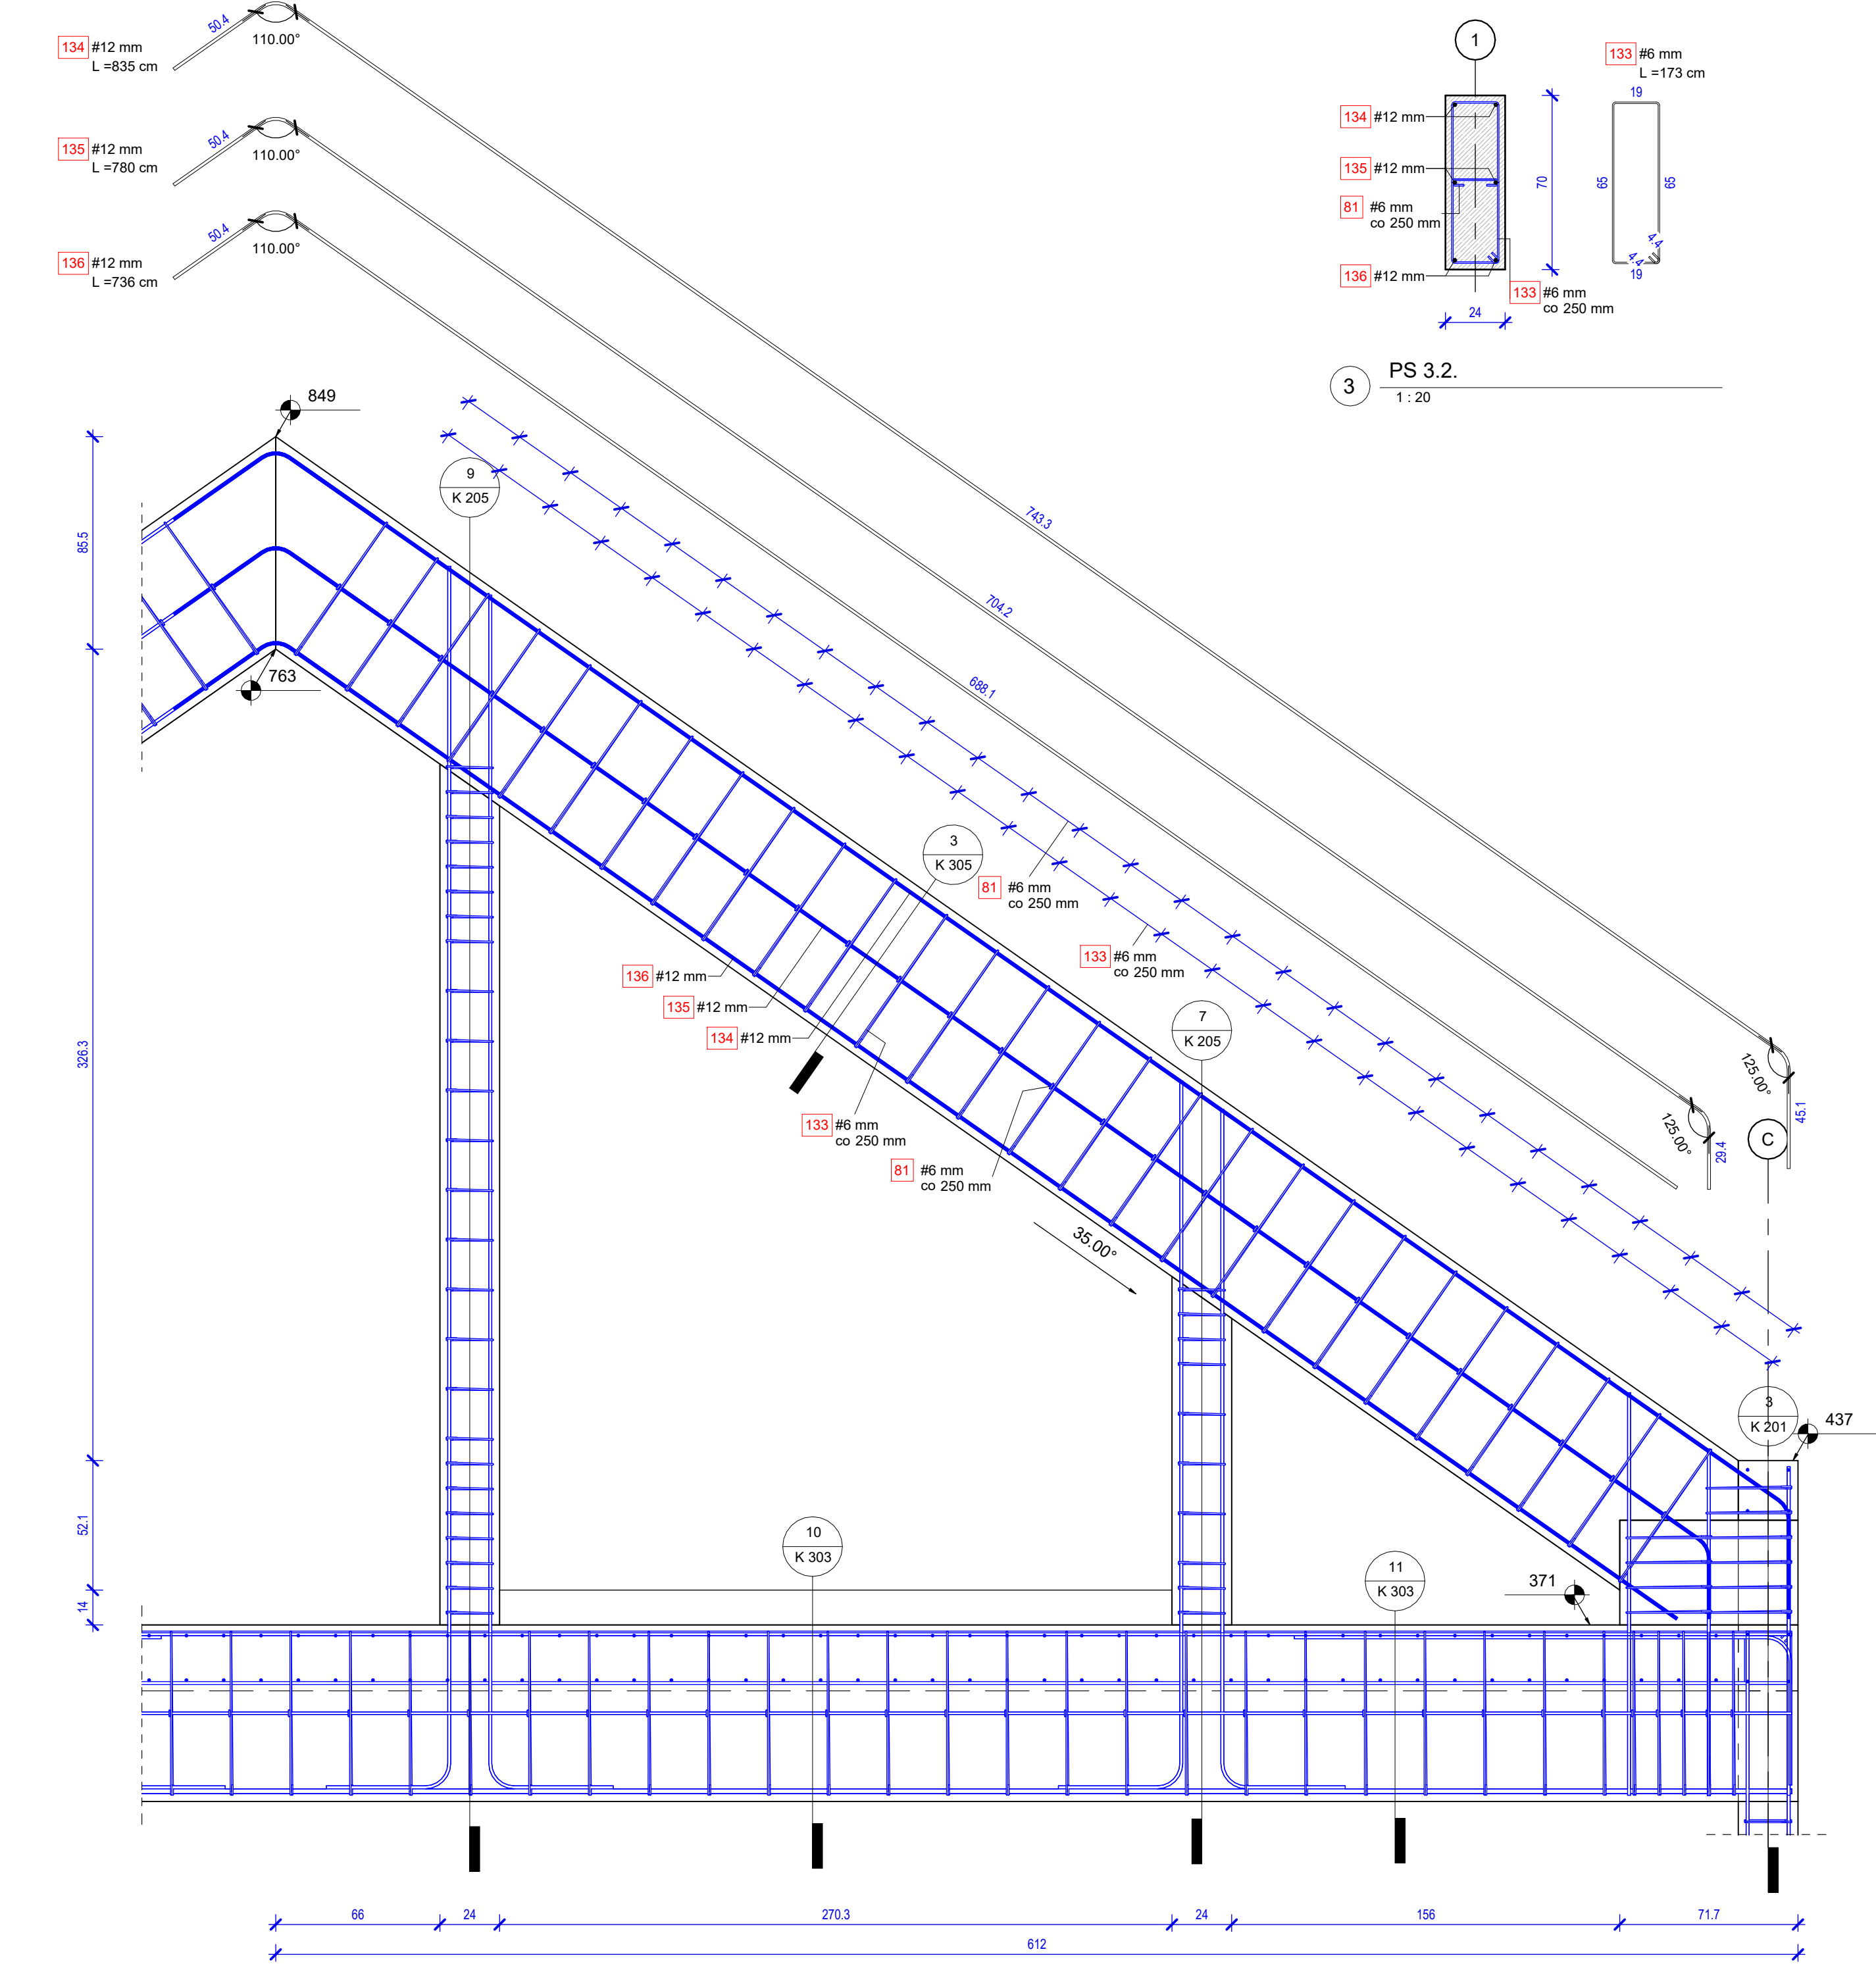 50.4
134 #12 mm
L =835 cm
110.00°
50.4
135 #12 mm
L =780 cm
110.00°
50.4
136 #12 mm
L =736 cm
110.00°
1
133 #6 mm
L =173 cm
19
134 #12 mm
135 #12 mm
81 #6 mm
co 250 mm
70
65
65
4.4
4.4
19
136 #12 mm
133 #6 mm
co 250 mm
24
3 PS 3.2.
1 : 20
849
9
K 205
85.5
743.3
704.2
688.1
763
3
K 305
81 #6 mm
co 250 mm
133 #6 mm
co 250 mm
136 #12 mm
135 #12 mm
134 #12 mm
7
K 205
326.3
125.00°
45.1
125.00°
29.4
C
133 #6 mm
co 250 mm
81 #6 mm
co 250 mm
35.00°
3
K 201
437
52.1
10
K 303
11
K 303
371
14
66
24
270.3
24
156
71.7
612